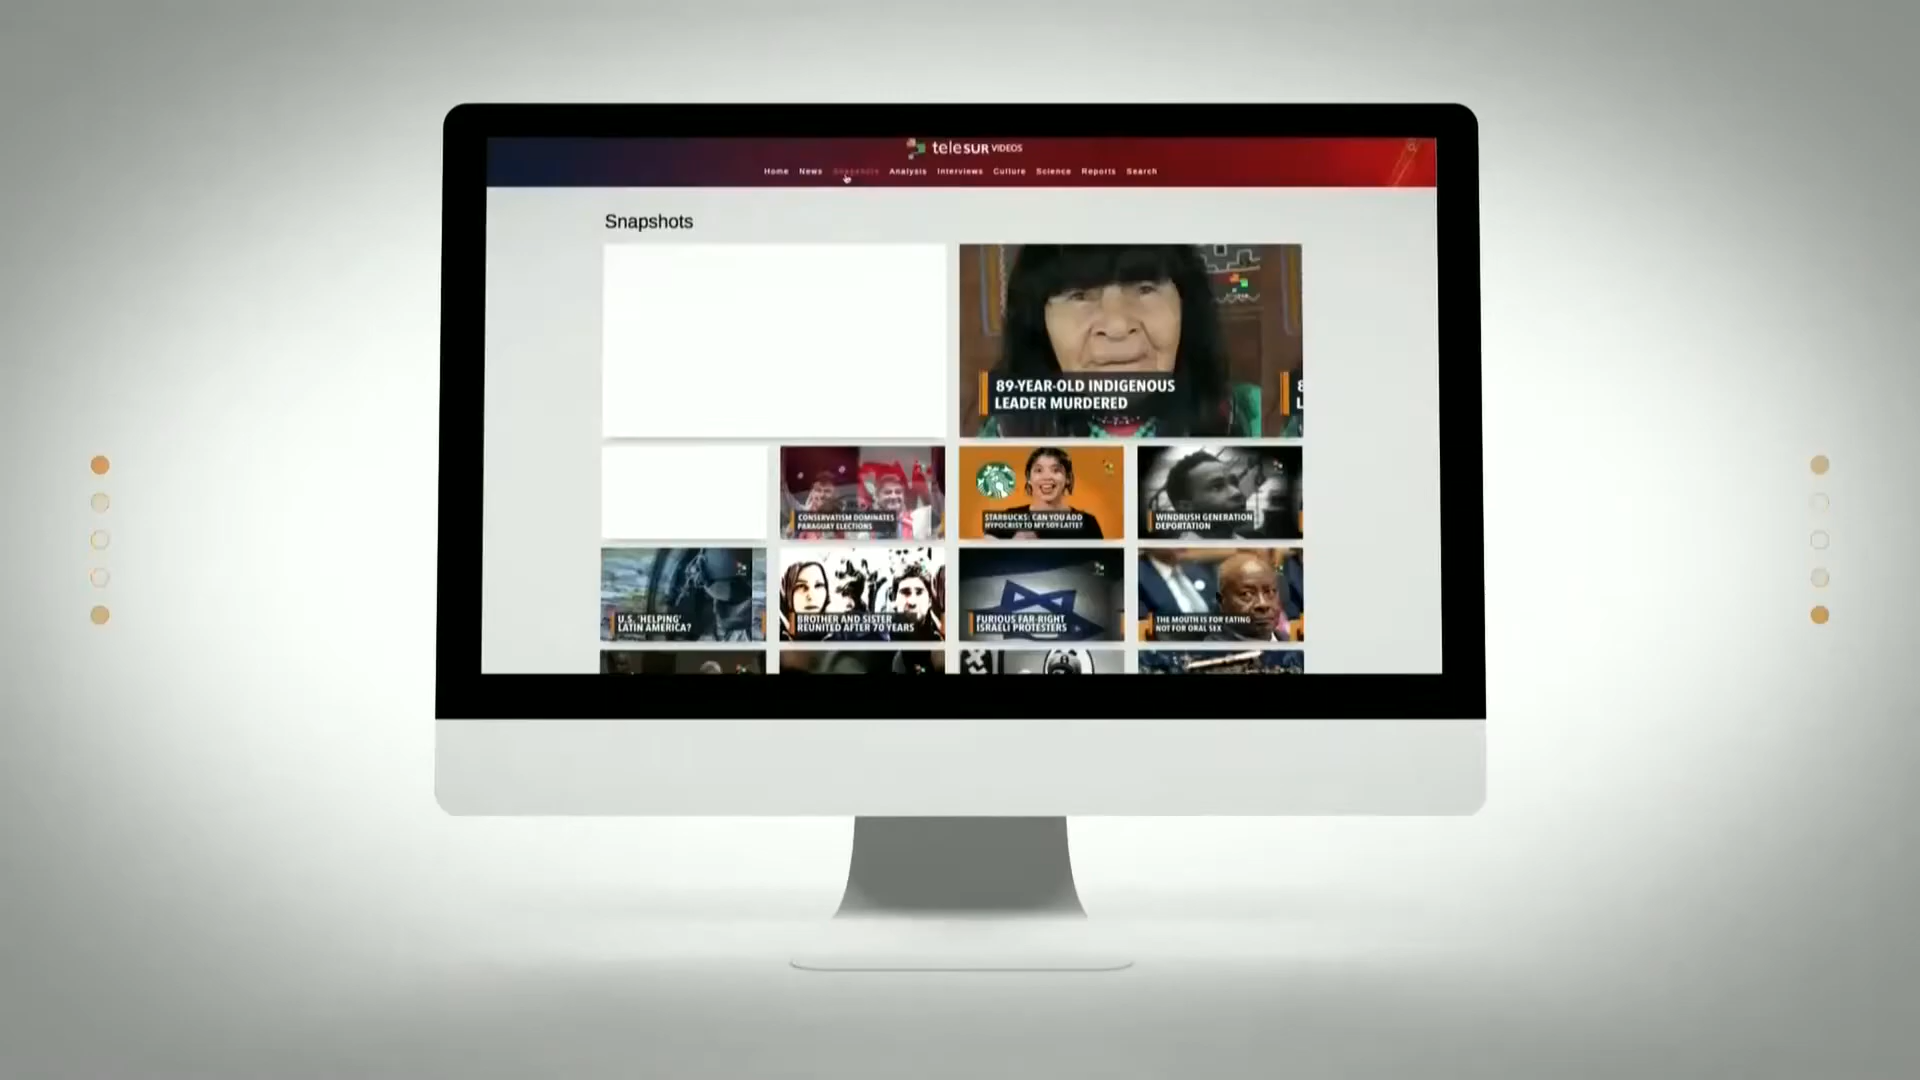 teleSUR VIDEOS
Home News Snapshots Analysis Interviews Culture Science Reports Search
Snapshots
89-YEAR-OLD INDIGENOUS
LEADER MURDERED
8
L
CONSERVATISM DOMINATES
PARAGUAY ELECTIONS
STARBUCKS: CAN YOU ADD
HYPOCRISY TO MY SOY LATTE?
WINDRUSH GENERATION
DEPORTATION
U.S. 'HELPING'
LATIN AMERICA?
BROTHER AND SISTER
REUNITED AFTER 70 YEARS
FURIOUS FAR-RIGHT
ISRAELI PROTESTERS
THE MOUTH IS FOR EATING
NOT FOR ORAL SEX